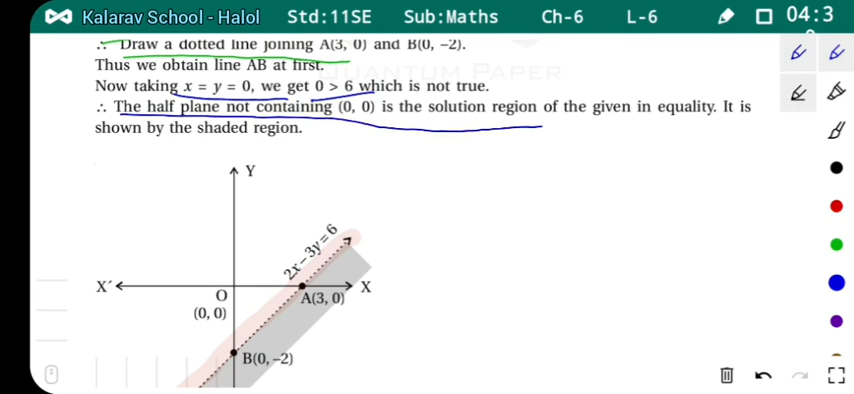 Kalarav School - Halol Std:11SE Sub:Maths Ch-6 L-6 04:3
∴ Draw a dotted line joining A(3, 0) and B(0, −2).
Thus we obtain line AB at first.
QUANTUM PAPER
Now taking x = y = 0, we get 0 > 6 which is not true.
∴ The half plane not containing (0, 0) is the solution region of the given in equality. It is
shown by the shaded region.
Y
2x − 3y = 6
X′ O A(3, 0) X
(0, 0)
B(0, −2)